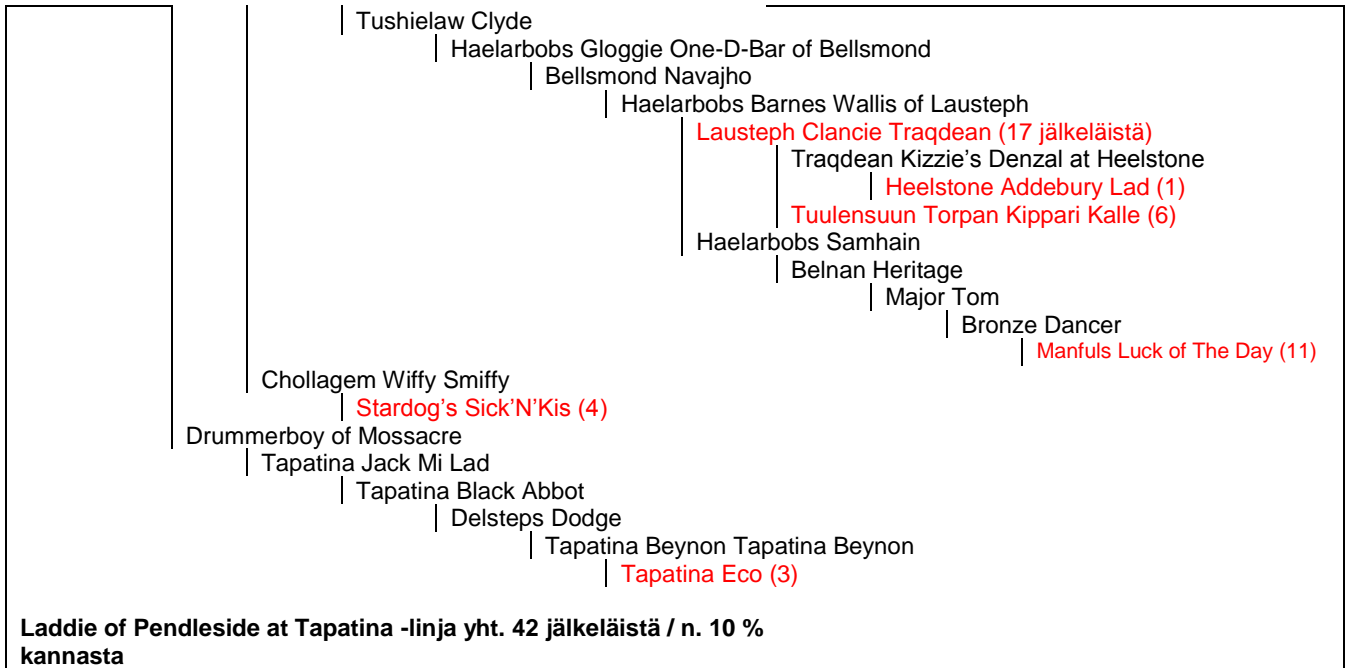 Tushielaw Clyde
Haelarbobs Gloggie One-D-Bar of Bellsmond
Bellsmond Navajho
Haelarbobs Barnes Wallis of Lausteph
Lausteph Clancie Traqdean (17 jälkeläistä)
Traqdean Kizzie’s Denzal at Heelstone
Heelstone Addebury Lad (1)
Tuulensuun Torpan Kippari Kalle (6)
Haelarbobs Samhain
Belnan Heritage
Major Tom
Bronze Dancer
Manfuls Luck of The Day (11)
Chollagem Wiffy Smiffy
Stardog’s Sick’N’Kis (4)
Drummerboy of Mossacre
Tapatina Jack Mi Lad
Tapatina Black Abbot
Delsteps Dodge
Tapatina Beynon Tapatina Beynon
Tapatina Eco (3)
Laddie of Pendleside at Tapatina -linja yht. 42 jälkeläistä / n. 10 %
kannasta